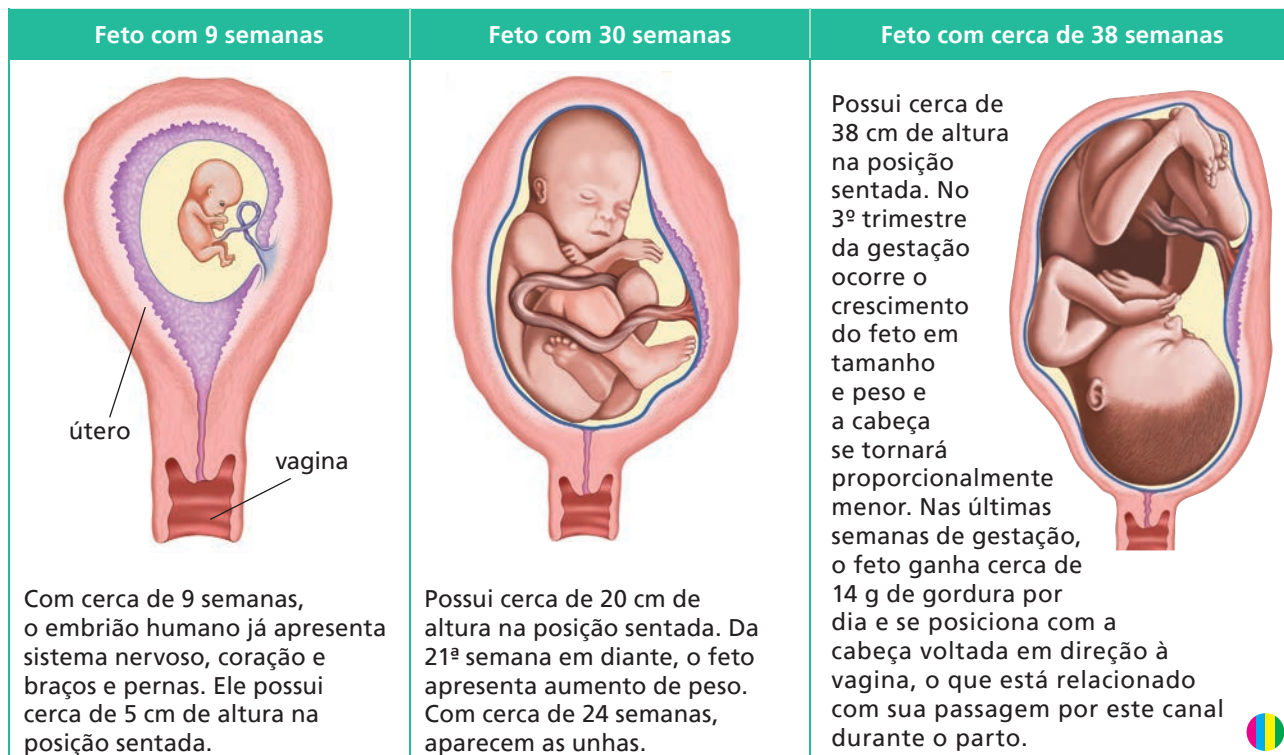 Feto com 9 semanas
útero
vagina
Com cerca de 9 semanas,
o embrião humano já apresenta
sistema nervoso, coração e
braços e pernas. Ele possui
cerca de 5 cm de altura na
posição sentada.
Feto com 30 semanas
Possui cerca de 20 cm de
altura na posição sentada. Da
21ª semana em diante, o feto
apresenta aumento de peso.
Com cerca de 24 semanas,
aparecem as unhas.
Feto com cerca de 38 semanas
Possui cerca de
38 cm de altura
na posição
sentada. No
3º trimestre
da gestação
ocorre o
crescimento
do feto em
tamanho
e peso e
a cabeça
se tornará
proporcionalmente
menor. Nas últimas
semanas de gestação,
o feto ganha cerca de
14 g de gordura por
dia e se posiciona com a
cabeça voltada em direção à
vagina, o que está relacionado
com sua passagem por este canal
durante o parto.